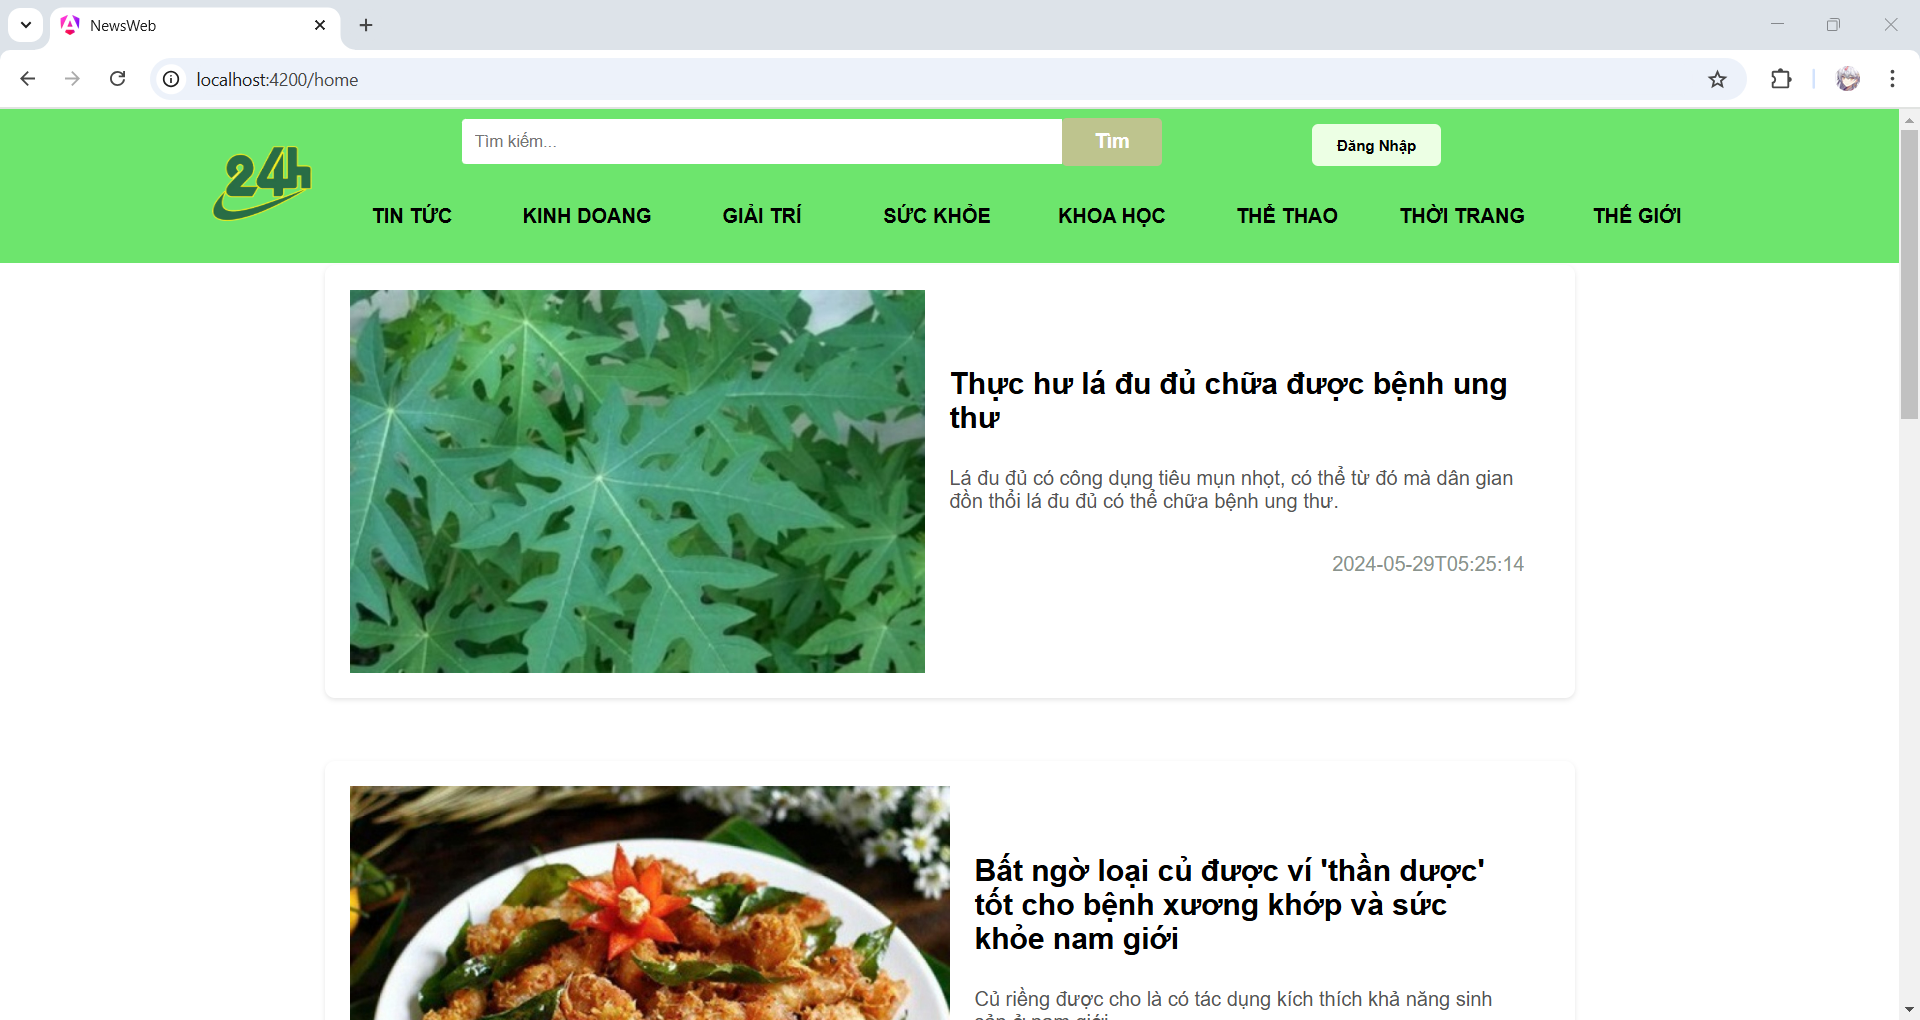 NewsWeb
localhost:4200/home
24h
Tìm kiếm...
Tìm
Đăng Nhập
TIN TỨC
KINH DOANG
GIẢI TRÍ
SỨC KHỎE
KHOA HỌC
THỂ THAO
THỜI TRANG
THẾ GIỚI
Thực hư lá đu đủ chữa được bệnh ung
thư
Lá đu đủ có công dụng tiêu mụn nhọt, có thể từ đó mà dân gian
đồn thổi lá đu đủ có thể chữa bệnh ung thư.
2024-05-29T05:25:14
Bất ngờ loại củ được ví 'thần dược'
tốt cho bệnh xương khớp và sức
khỏe nam giới
Củ riềng được cho là có tác dụng kích thích khả năng sinh
sản ở nam giới